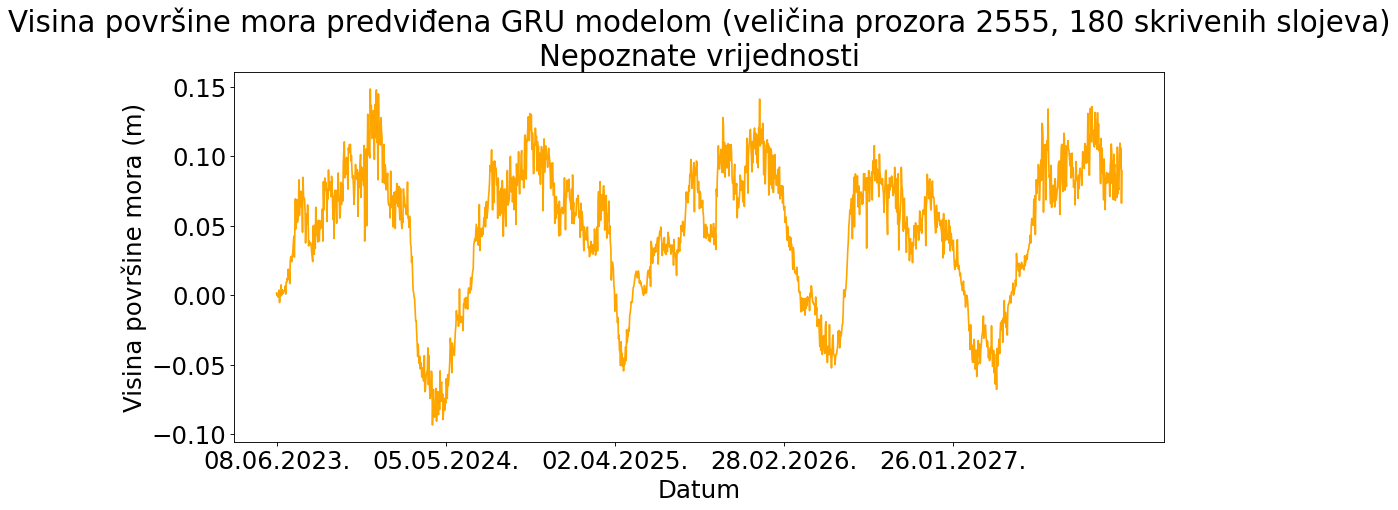 Visina površine mora predviđena GRU modelom (veličina prozora 2555, 180 skrivenih slojeva)
Nepoznate vrijednosti
Visina površine mora (m)
0.15
0.10
0.05
0.00
−0.05
−0.10
08.06.2023. 05.05.2024. 02.04.2025. 28.02.2026. 26.01.2027.
Datum